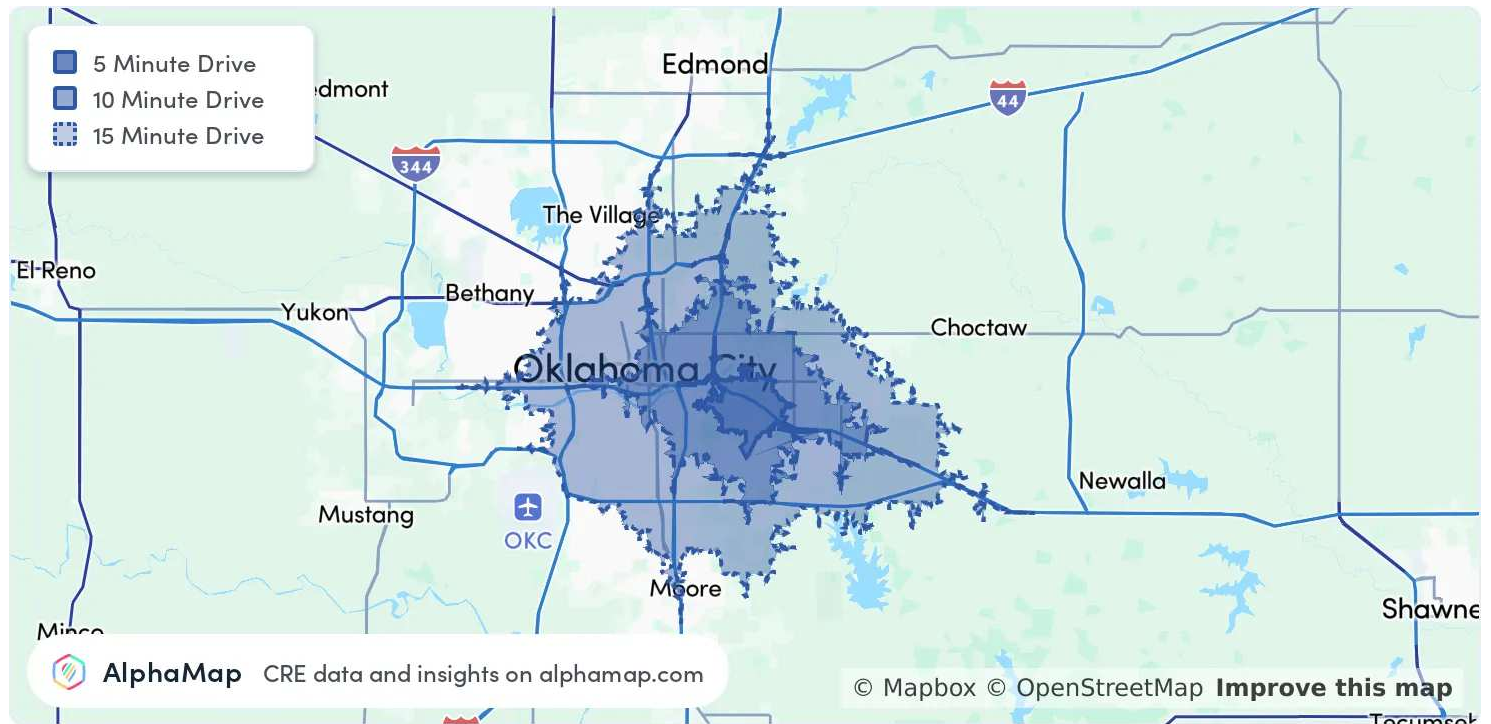 5 Minute Drive
10 Minute Drive
15 Minute Drive
edmont
Edmond
44
344
The Village
El Reno
Bethany
Yukon
Choctaw
Oklahoma City
Newalla
Mustang
OKC
Moore
Shawne
Minco
AlphaMap CRE data and insights on alphamap.com
© Mapbox © OpenStreetMap Improve this map
Tecumseh